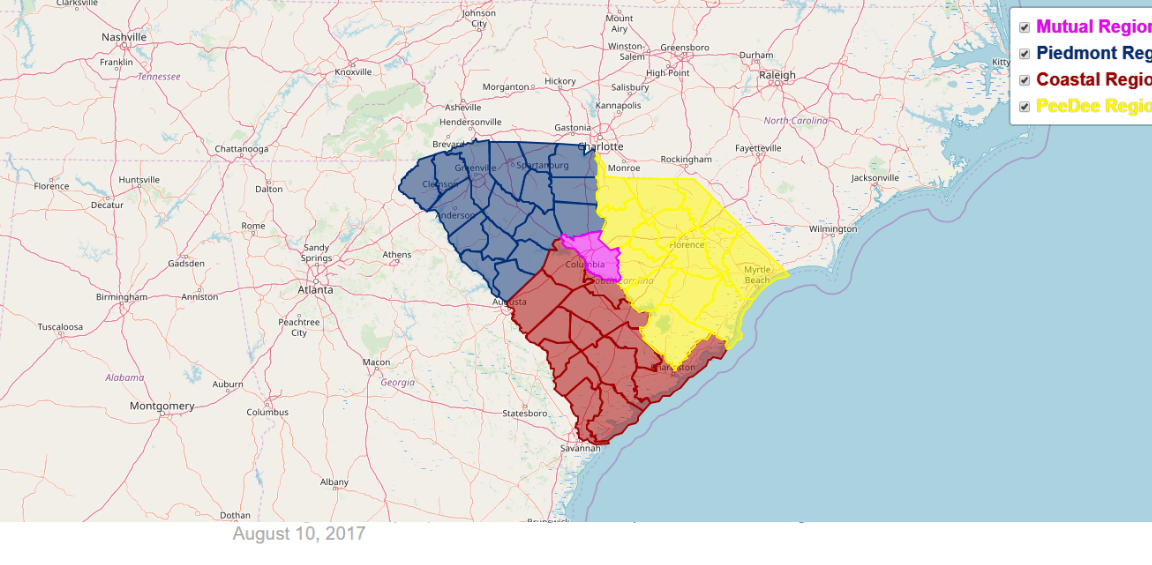 Clarksville
Johnson
City
Mount
Airy
Mutual Region
Nashville
Winston-
Salem
Greensboro
Piedmont Reg
Franklin
Durham
Kitty
Tennessee
Knoxville
High Point
Raleigh
Coastal Regio
Hickory
Morganton
Salisbury
Asheville
Kannapolis
PeeDee Regio
Hendersonville
Gastonia
North Carolina
Brevard
Charlotte
Chattanooga
Fayetteville
Rockingham
Greenville
Spartanburg
Monroe
Huntsville
Jacksonville
Florence
Dalton
Clemson
Decatur
Anderson
Rome
Wilmington
Sandy
Springs
Athens
Florence
Gadsden
Columbia
Myrtle
Beach
Atlanta
South Carolina
Birmingham
Anniston
Augusta
Peachtree
City
Tuscaloosa
Macon
Charleston
Alabama
Auburn
Georgia
Montgomery
Columbus
Statesboro
Savannah
Albany
Dothan
Brunswick
August 10, 2017